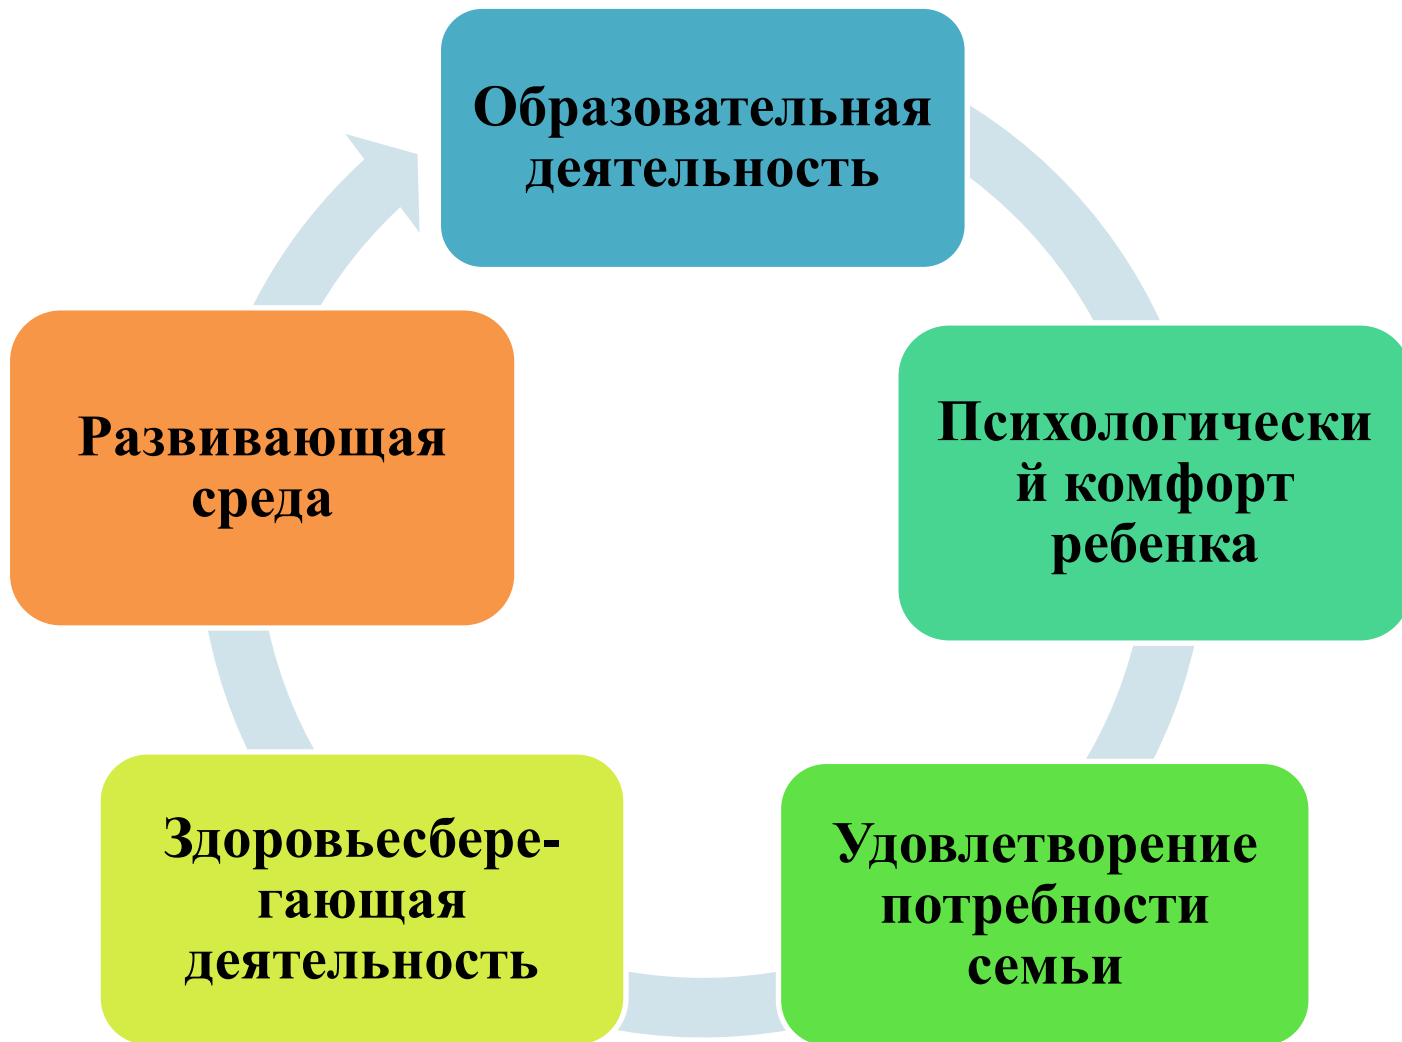 Образовательная
деятельность
Психологически
й комфорт
ребенка
Удовлетворение
потребности
семьи
Здоровьесбере-
гающая
деятельность
Развивающая
среда